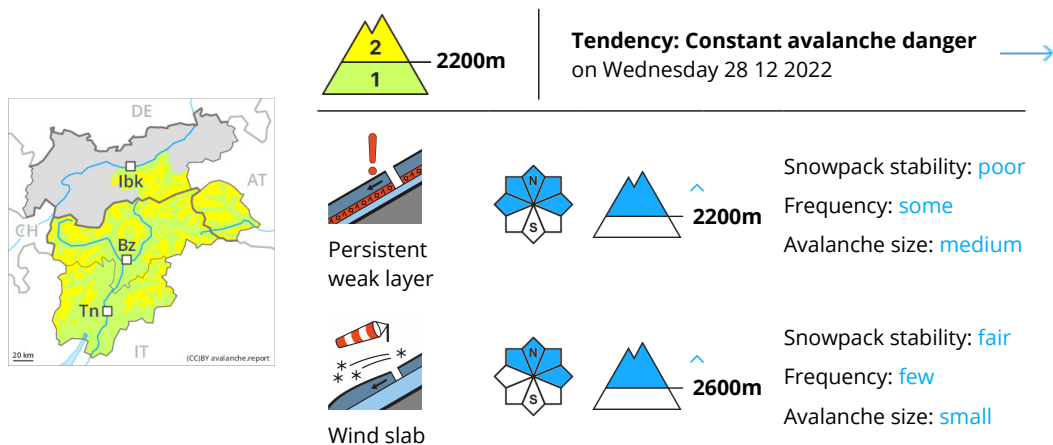 2
1
2200m
Tendency: Constant avalanche danger
on Wednesday 28 12 2022
DE
Ibk
AT
CH
Bz
Tn
IT
20 km
(CC)BY avalanche.report
Persistent
weak layer
N
S
2200m
Snowpack stability: poor
Frequency: some
Avalanche size: medium
Wind slab
N
S
2600m
Snowpack stability: fair
Frequency: few
Avalanche size: small